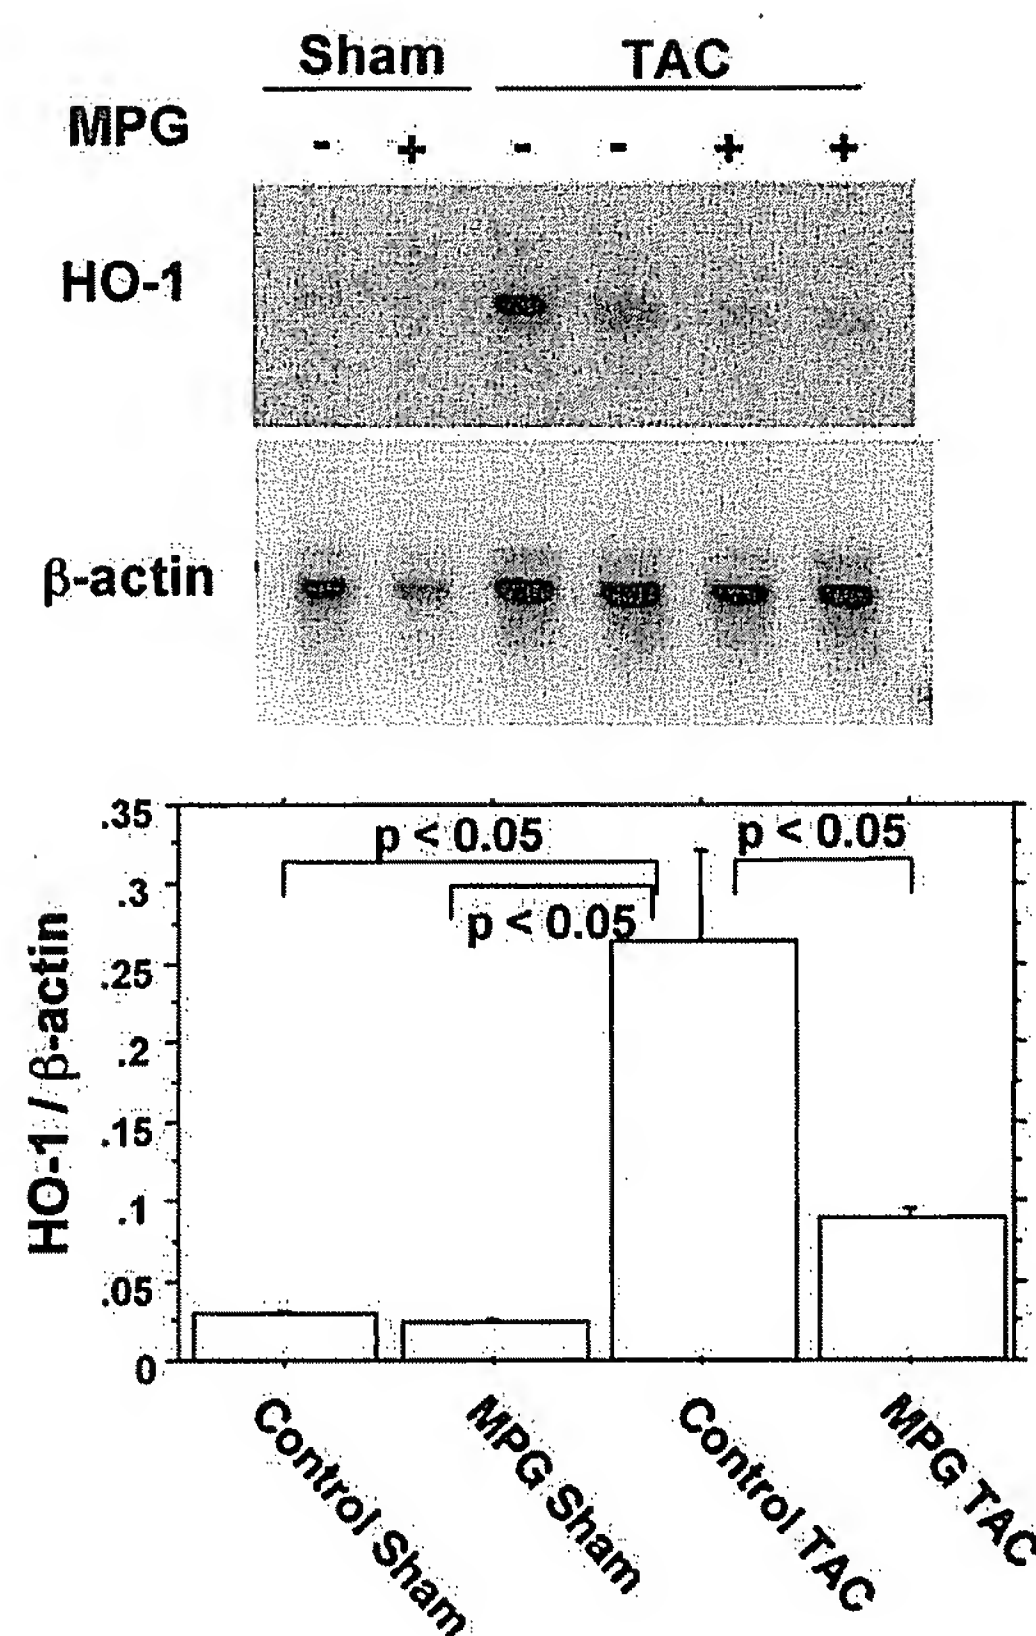 Sham TAC
MPG - + - - + +
HO-1
β-actin
.35
.3
.25
.2
.15
.1
.05
0
HO-1 / β-actin
p < 0.05
p < 0.05
p < 0.05
Control Sham
MPG Sham
Control TAC
MPG TAC